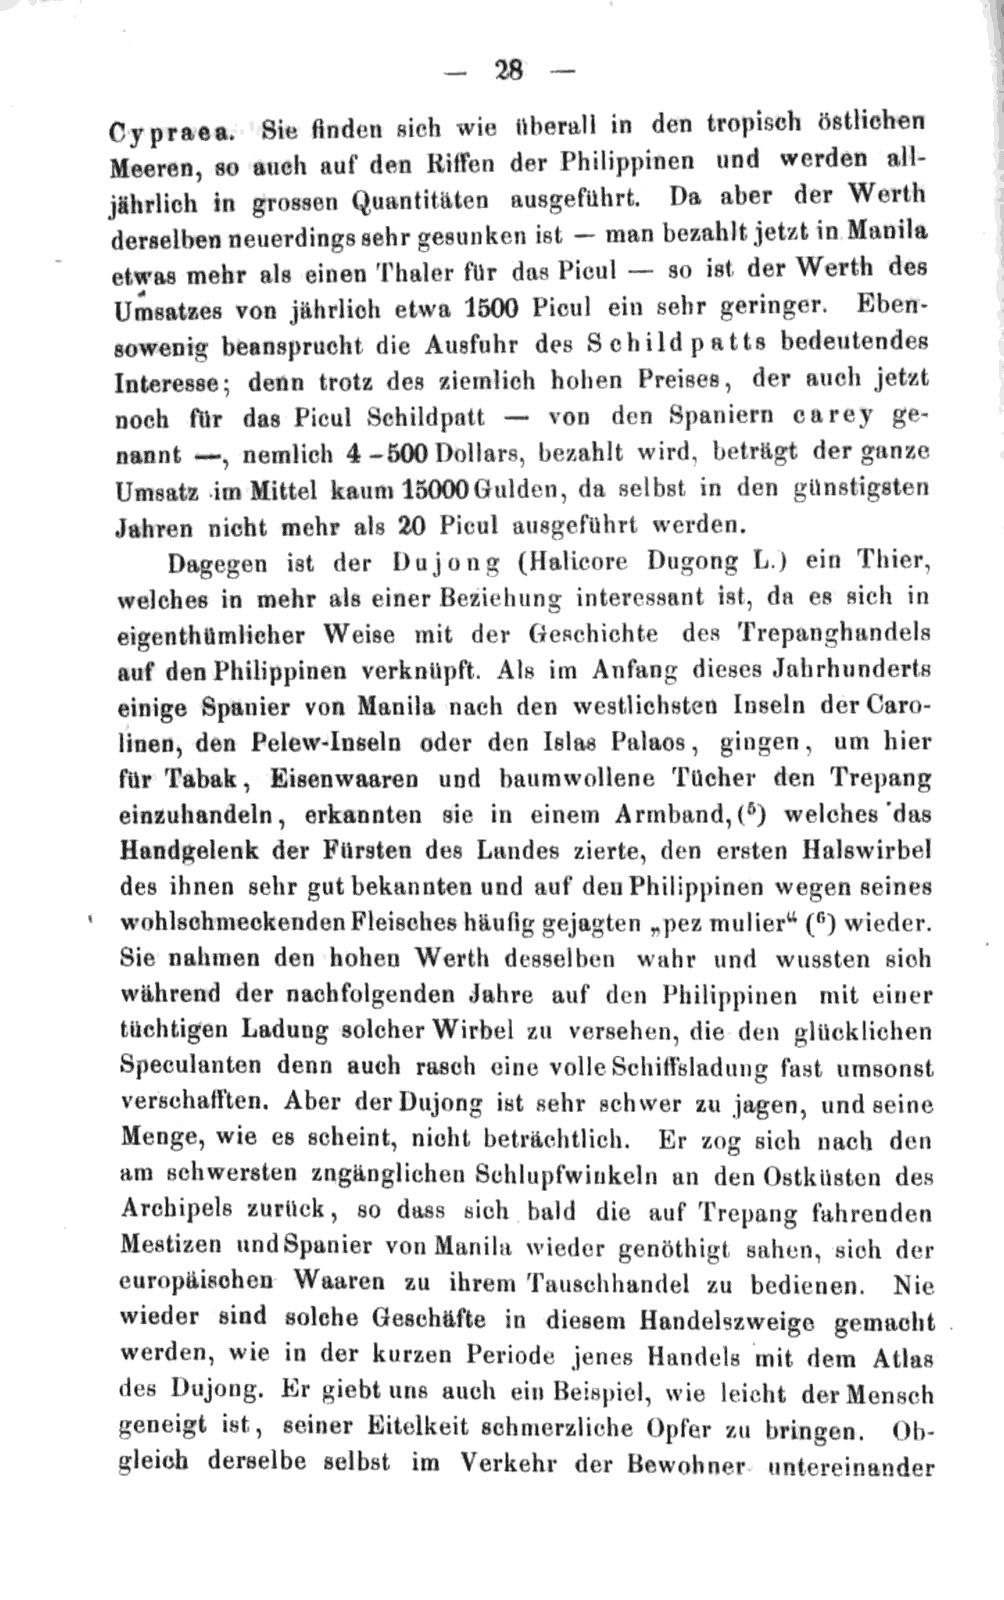 — 28 —
Cypraea. Sie finden sich wie überall in den tropisch östlichen
Meeren, so auch auf den Riffen der Philippinen und werden all-
jährlich in grossen Quantitäten ausgeführt. Da aber der Werth
derselben neuerdings sehr gesunken ist — man bezahlt jetzt in Manila
etwas mehr als einen Thaler für das Picul — so ist der Werth des
Umsatzes von jährlich etwa 1500 Picul ein sehr geringer. Eben-
sowenig beansprucht die Ausfuhr des Schildpatts bedeutendes
Interesse; denn trotz des ziemlich hohen Preises, der auch jetzt
noch für das Picul Schildpatt — von den Spaniern carey ge-
nannt —, nemlich 4–500 Dollars, bezahlt wird, beträgt der ganze
Umsatz im Mittel kaum 15000 Gulden, da selbst in den günstigsten
Jahren nicht mehr als 20 Picul ausgeführt werden.
Dagegen ist der Dujong (Halicore Dugong L.) ein Thier,
welches in mehr als einer Beziehung interessant ist, da es sich in
eigenthümlicher Weise mit der Geschichte des Trepanghandels
auf den Philippinen verknüpft. Als im Anfang dieses Jahrhunderts
einige Spanier von Manila nach den westlichsten Inseln der Caro-
linen, den Pelew-Inseln oder den Islas Palaos, gingen, um hier
für Tabak, Eisenwaaren und baumwollene Tücher den Trepang
einzuhandeln, erkannten sie in einem Armband,(⁵) welches das
Handgelenk der Fürsten des Landes zierte, den ersten Halswirbel
des ihnen sehr gut bekannten und auf den Philippinen wegen seines
wohlschmeckenden Fleisches häufig gejagten „pez mulier“ (⁶) wieder.
Sie nahmen den hohen Werth desselben wahr und wussten sich
während der nachfolgenden Jahre auf den Philippinen mit einer
tüchtigen Ladung solcher Wirbel zu versehen, die den glücklichen
Speculanten denn auch rasch eine volle Schiffsladung fast umsonst
verschafften. Aber der Dujong ist sehr schwer zu jagen, und seine
Menge, wie es scheint, nicht beträchtlich. Er zog sich nach den
am schwersten zngänglichen Schlupfwinkeln an den Ostküsten des
Archipels zurück, so dass sich bald die auf Trepang fahrenden
Mestizen und Spanier von Manila wieder genöthigt sahen, sich der
europäischen Waaren zu ihrem Tauschhandel zu bedienen. Nie
wieder sind solche Geschäfte in diesem Handelszweige gemacht
werden, wie in der kurzen Periode jenes Handels mit dem Atlas
des Dujong. Er giebt uns auch ein Beispiel, wie leicht der Mensch
geneigt ist, seiner Eitelkeit schmerzliche Opfer zu bringen. Ob-
gleich derselbe selbst im Verkehr der Bewohner untereinander